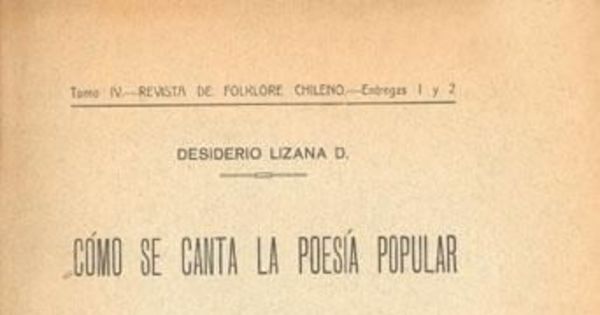 Tomo IV.—REVISTA DE FOLKLORE CHILENO.—Entregas 1 y 2
DESIDERIO LIZANA D.
CÓMO SE CANTA LA POESÍA POPULAR